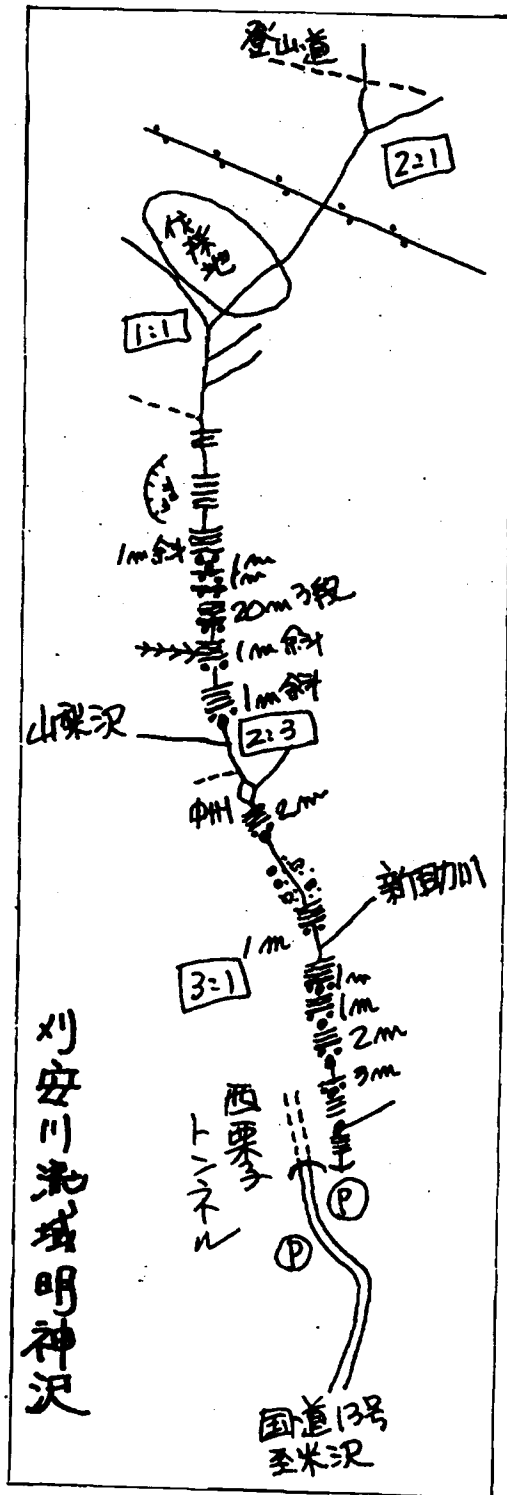 登山道
2:1
伐採地
1:1
1m斜
1m
1m
20m3段
1m斜
1m斜
山梨沢
2:3
中州
2m
新助川
1m
3:1
1m
1m
2m
3m
西栗子
トンネル
P
P
刈安川流域明神沢
国道13号
至米沢